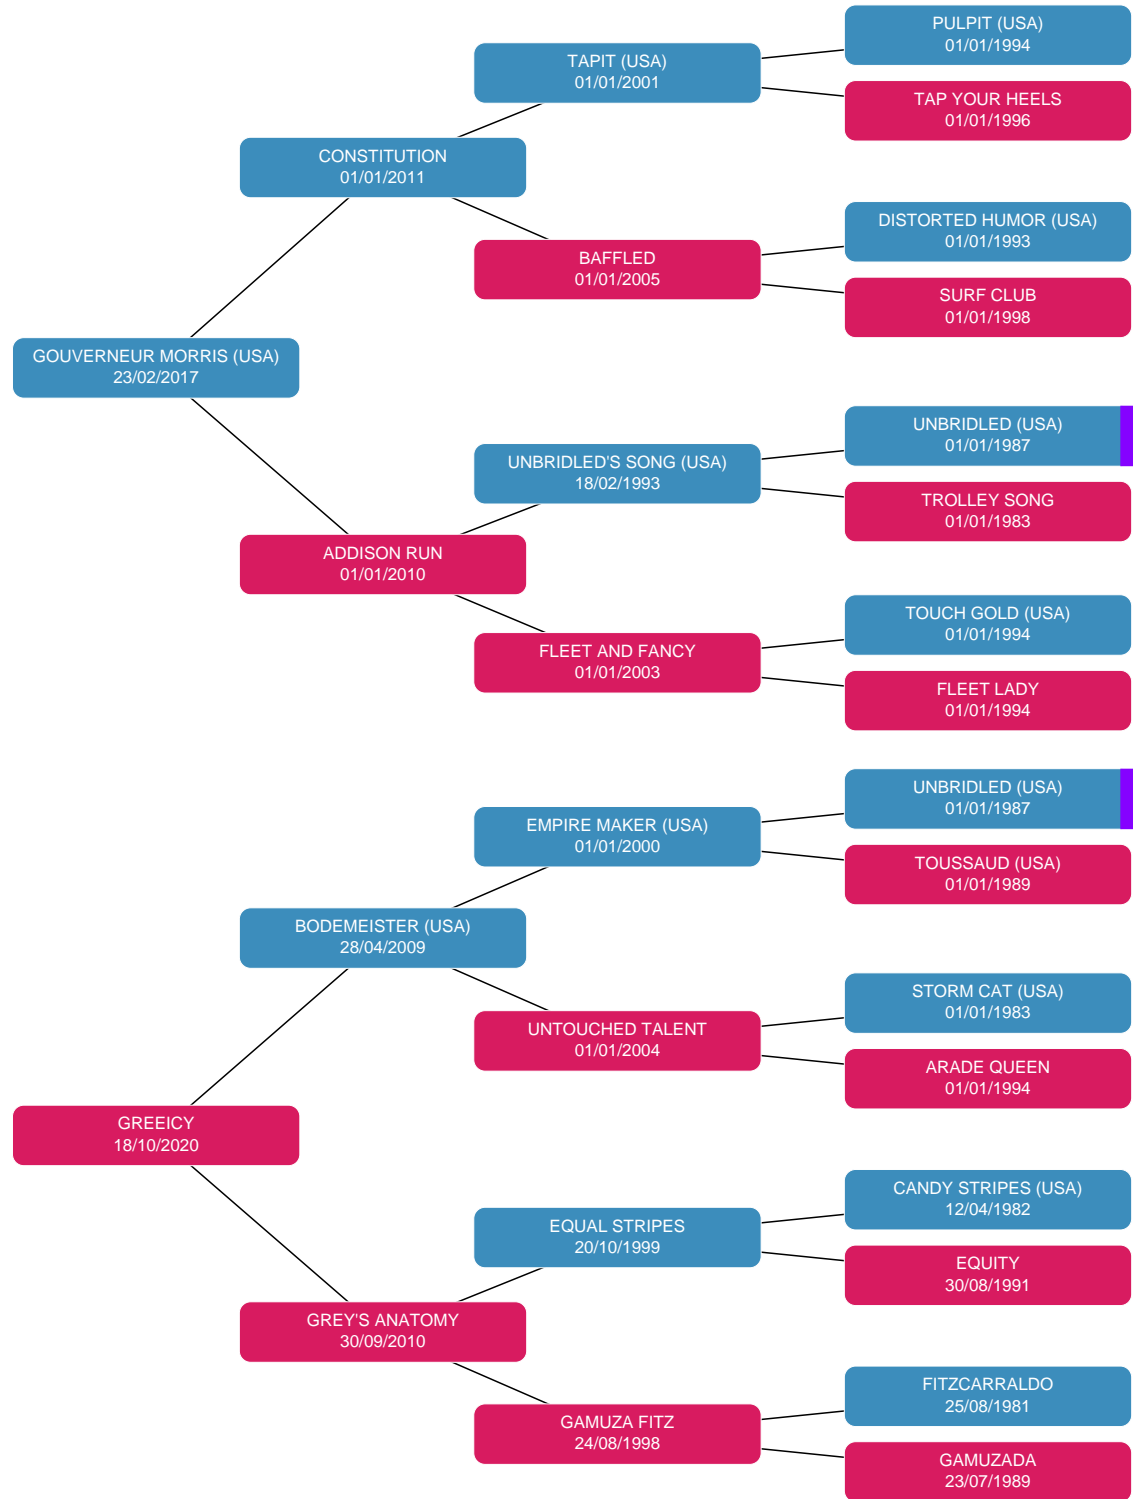 PULPIT (USA)
01/01/1994
TAPIT (USA)
01/01/2001
TAP YOUR HEELS
01/01/1996
CONSTITUTION
01/01/2011
DISTORTED HUMOR (USA)
01/01/1993
BAFFLED
01/01/2005
SURF CLUB
01/01/1998
GOUVERNEUR MORRIS (USA)
23/02/2017
UNBRIDLED (USA)
01/01/1987
UNBRIDLED'S SONG (USA)
18/02/1993
TROLLEY SONG
01/01/1983
ADDISON RUN
01/01/2010
TOUCH GOLD (USA)
01/01/1994
FLEET AND FANCY
01/01/2003
FLEET LADY
01/01/1994
UNBRIDLED (USA)
01/01/1987
EMPIRE MAKER (USA)
01/01/2000
TOUSSAUD (USA)
01/01/1989
BODEMEISTER (USA)
28/04/2009
STORM CAT (USA)
01/01/1983
UNTOUCHED TALENT
01/01/2004
ARADE QUEEN
01/01/1994
GREEICY
18/10/2020
CANDY STRIPES (USA)
12/04/1982
EQUAL STRIPES
20/10/1999
EQUITY
30/08/1991
GREY'S ANATOMY
30/09/2010
FITZCARRALDO
25/08/1981
GAMUZA FITZ
24/08/1998
GAMUZADA
23/07/1989